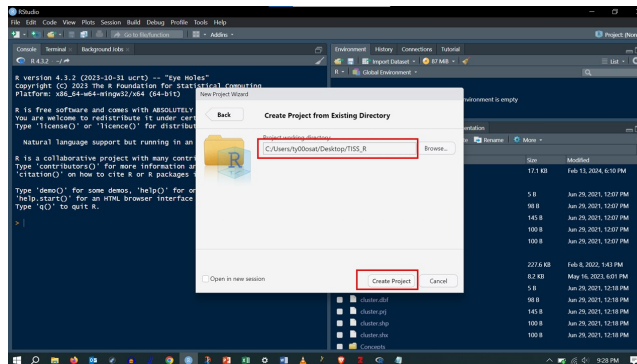 RStudio
File Edit Code View Plots Session Build Debug Profile Tools Help
Go to file/function
Addins
Project (Non
Console Terminal Background Jobs
R 4.3.2 · ~/
R version 4.3.2 (2023-10-31 ucrt) -- "Eye Holes"
Copyright (C) 2023 The R Foundation for Statistical Computing
Platform: x86_64-w64-mingw32/x64 (64-bit)
R is free software and comes with ABSOLUTELY
You are welcome to redistribute it under cert
Type 'license()' or 'licence()' for distribut
Natural language support but running in an
R is a collaborative project with many contri
Type 'contributors()' for more information an
'citation()' on how to cite R or R packages
Type 'demo()' for some demos, 'help()' for on
'help.start()' for an HTML browser interface
Type 'q()' to quit R.
>
New Project Wizard
Back
Create Project from Existing Directory
Project working directory:
C:/Users/ty00osat/Desktop/TISS_R
Browse...
Open in new session
Create Project
Cancel
Environment History Connections Tutorial
Import Dataset
87 MiB
List
R
Global Environment
nvironment is empty
entation
Rename
More
Size Modified
17.1 KB Feb 13, 2024, 6:10 PM
5 B Jun 29, 2021, 12:07 PM
98 B Jun 29, 2021, 12:07 PM
145 B Jun 29, 2021, 12:07 PM
100 B Jun 29, 2021, 12:07 PM
100 B Jun 29, 2021, 12:07 PM
227.6 KB Feb 8, 2022, 1:43 PM
8.2 KB May 16, 2023, 6:01 PM
5 B Jun 29, 2021, 12:18 PM
cluster.dbf 98 B Jun 29, 2021, 12:18 PM
cluster.prj 145 B Jun 29, 2021, 12:18 PM
cluster.shp 100 B Jun 29, 2021, 12:18 PM
cluster.shx 100 B Jun 29, 2021, 12:18 PM
Concepts
9:28 PM